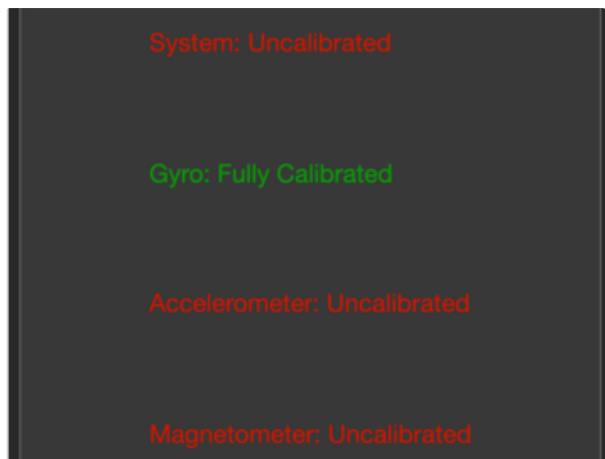 System: Uncalibrated
Gyro: Fully Calibrated
Accelerometer: Uncalibrated
Magnetometer: Uncalibrated